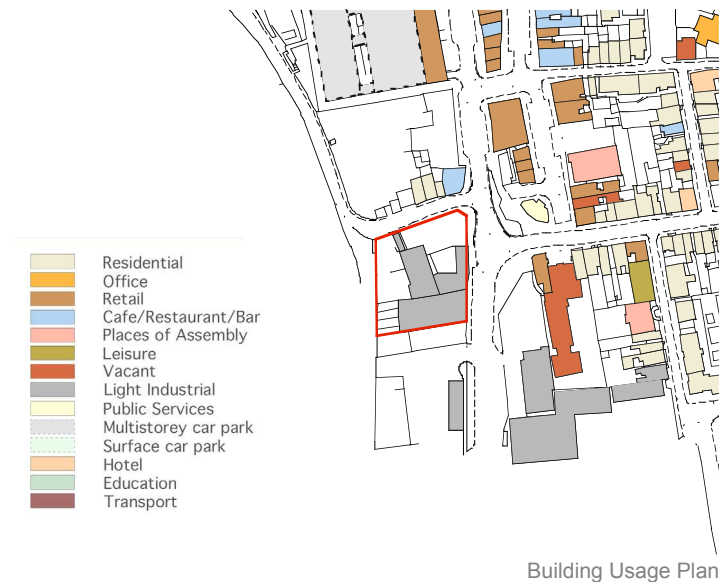 Residential
Office
Retail
Cafe/Restaurant/Bar
Places of Assembly
Leisure
Vacant
Light Industrial
Public Services
Multistorey car park
Surface car park
Hotel
Education
Transport
Building Usage Plan